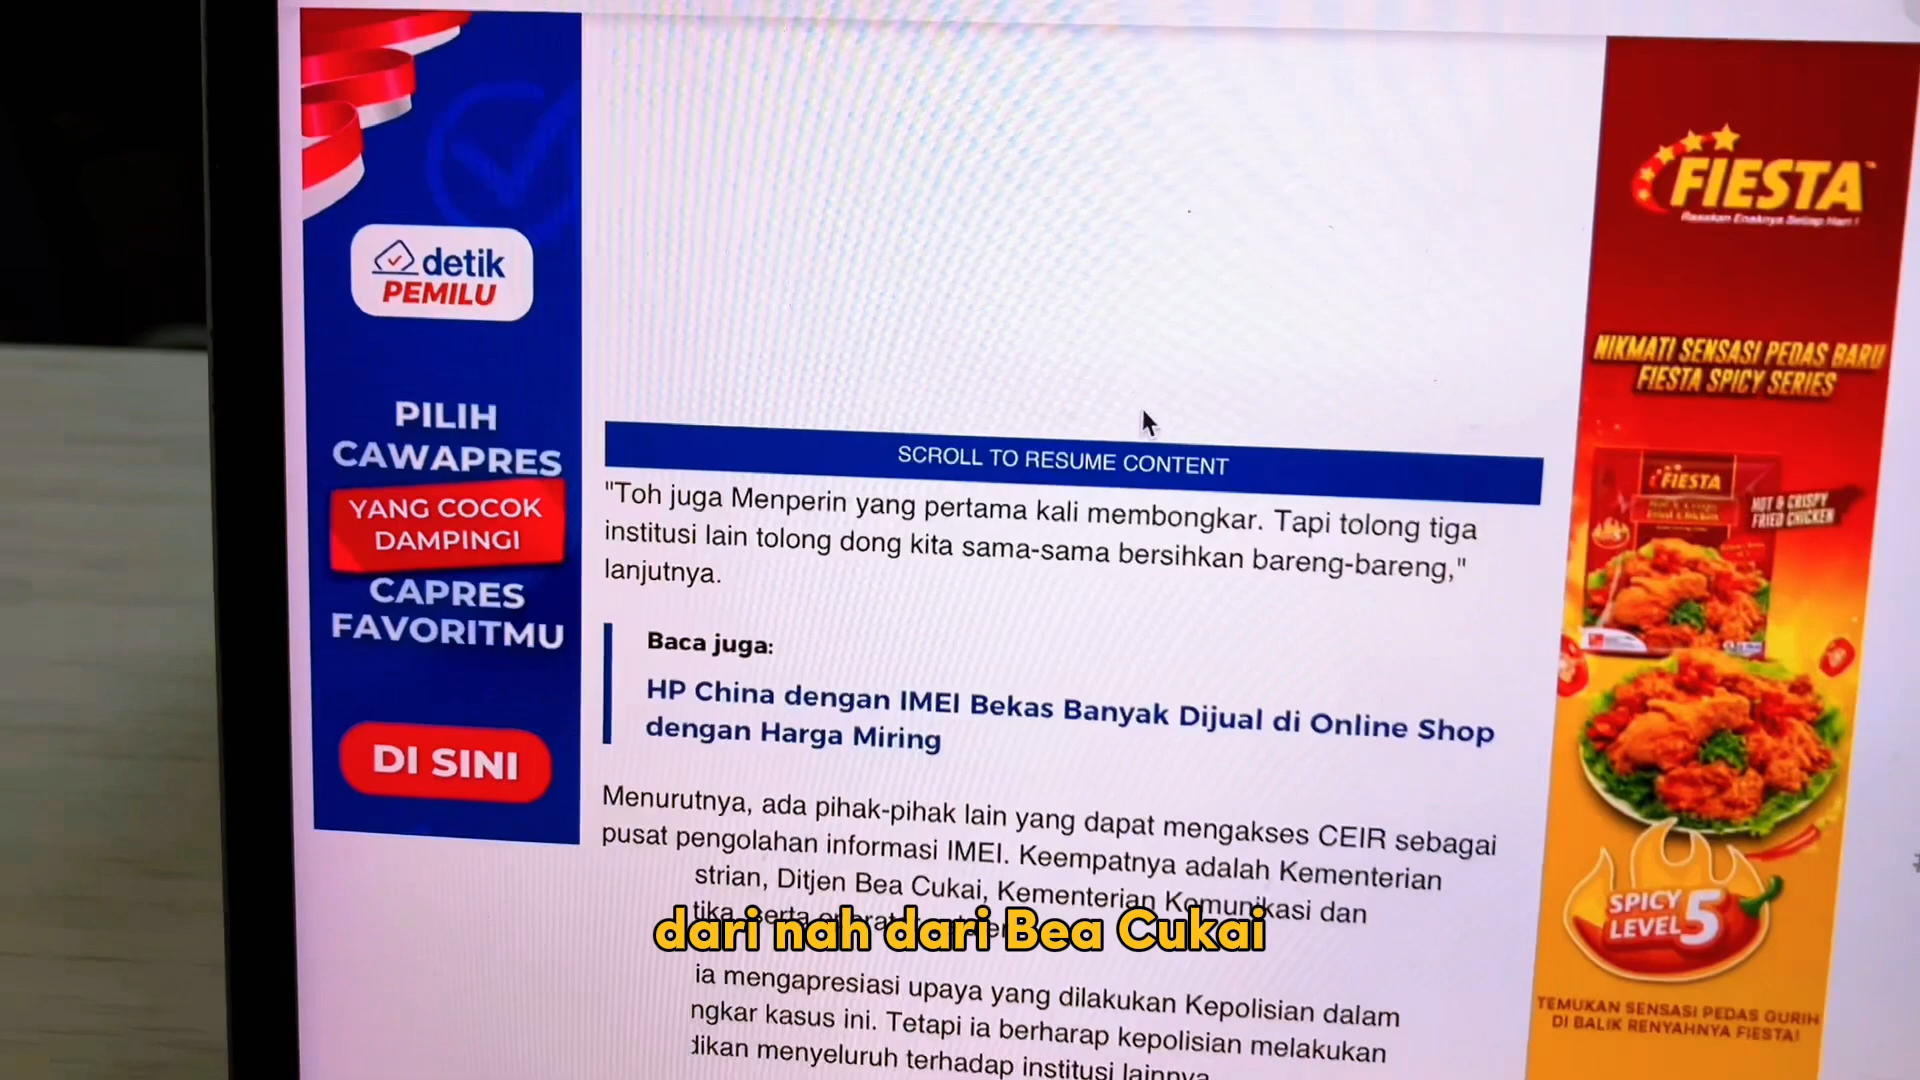 detik
PEMILU
PILIH
CAWAPRES
YANG COCOK
DAMPINGI
CAPRES
FAVORITMU
DI SINI
SCROLL TO RESUME CONTENT
"Toh juga Menperin yang pertama kali membongkar. Tapi tolong tiga
institusi lain tolong dong kita sama-sama bersihkan bareng-bareng,"
lanjutnya.
Baca juga:
HP China dengan IMEI Bekas Banyak Dijual di Online Shop
dengan Harga Miring
Menurutnya, ada pihak-pihak lain yang dapat mengakses CEIR sebagai
pusat pengolahan informasi IMEI. Keempatnya adalah Kementerian
strian, Ditjen Bea Cukai, Kementerian Komunikasi dan
tika serta
dari nah dari Bea Cukai
ia mengapresiasi upaya yang dilakukan Kepolisian dalam
ngkar kasus ini. Tetapi ia berharap kepolisian melakukan
dikan menyeluruh terhadap institusi lainnya
FIESTA
Rasakan Enaknya Setiap Hari!
NIKMATI SENSASI PEDAS BARU
FIESTA SPICY SERIES
FIESTA
HOT & CRISPY
FRIED CHICKEN
SPICY
LEVEL 5
TEMUKAN SENSASI PEDAS GURIH
DI BALIK RENYAHNYA FIESTA!